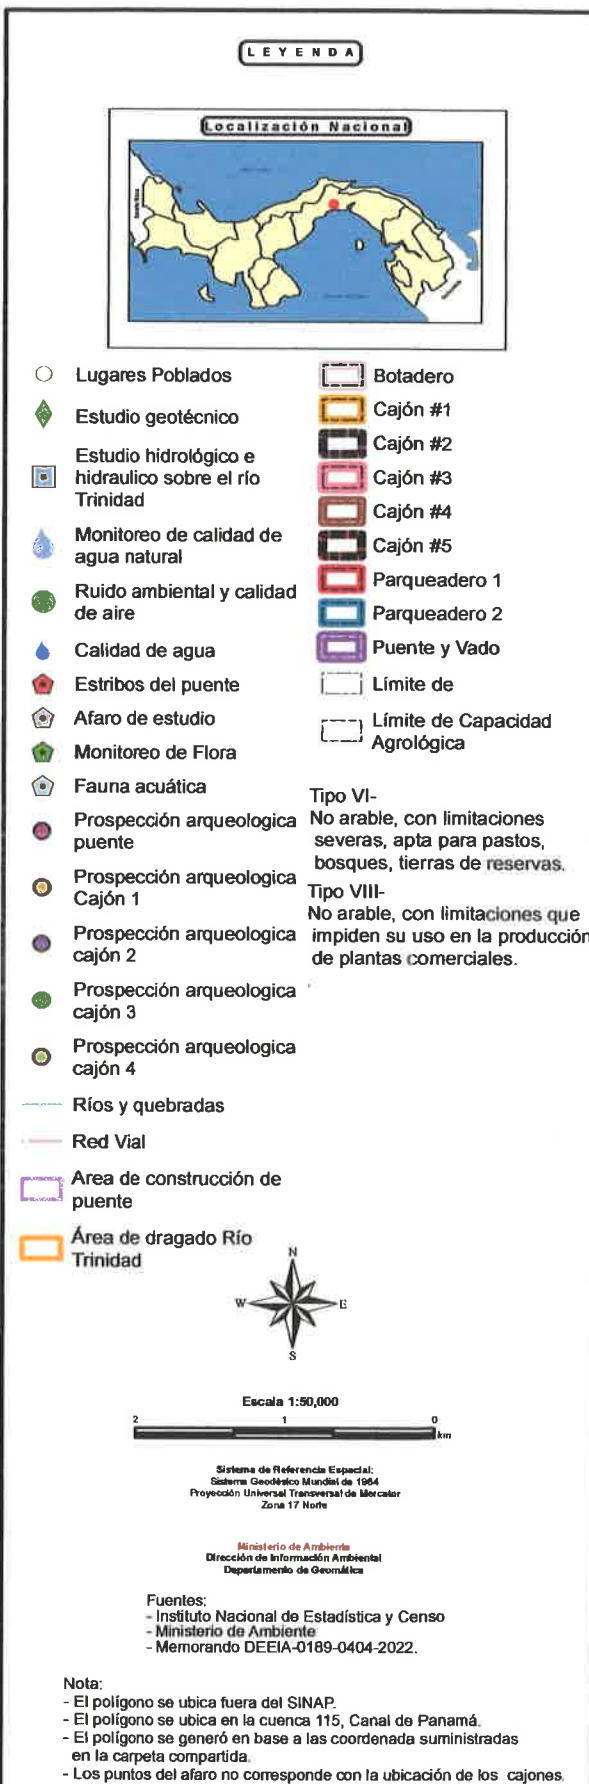 LEYENDA
Localización Nacional
Lugares Poblados
Estudio geotécnico
Estudio hidrológico e
hidraulico sobre el río
Trinidad
Monitoreo de calidad de
agua natural
Ruido ambiental y calidad
de aire
Calidad de agua
Estribos del puente
Afaro de estudio
Monitoreo de Flora
Fauna acuática
Prospección arqueologica
puente
Prospección arqueologica
Cajón 1
Prospección arqueologica
cajón 2
Prospección arqueologica
cajón 3
Prospección arqueologica
cajón 4
Ríos y quebradas
Red Vial
Area de construcción de
puente
Área de dragado Río
Trinidad
Botadero
Cajón #1
Cajón #2
Cajón #3
Cajón #4
Cajón #5
Parqueadero 1
Parqueadero 2
Puente y Vado
Límite de
Límite de Capacidad
Agrológica
Tipo VI-
No arable, con limitaciones
severas, apta para pastos,
bosques, tierras de reservas.
Tipo VIII-
No arable, con limitaciones que
impiden su uso en la producción
de plantas comerciales.
N
W E
S
Escala 1:50,000
2 1 0
km
Sistema de Referencia Espacial:
Sistema Geodésico Mundial de 1984
Proyección Universal Transversal de Mercator
Zona 17 Norte
Ministerio de Ambiente
Dirección de Información Ambiental
Departamento de Geomática
Fuentes:
- Instituto Nacional de Estadística y Censo
- Ministerio de Ambiente
- Memorando DEEIA-0189-0404-2022.
Nota:
- El polígono se ubica fuera del SINAP.
- El polígono se ubica en la cuenca 115, Canal de Panamá.
- El polígono se generó en base a las coordenada suministradas
en la carpeta compartida.
- Los puntos del afaro no corresponde con la ubicación de los cajones.